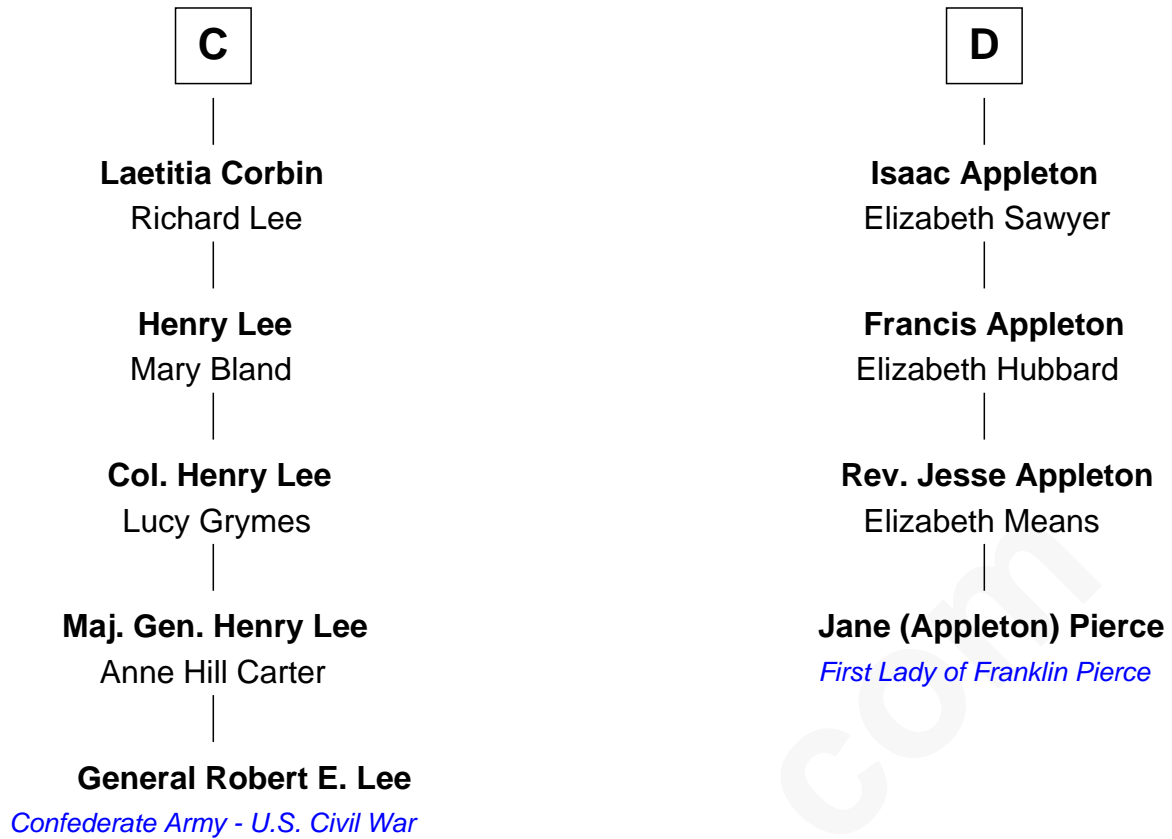 C
Laetitia Corbin
Richard Lee
Henry Lee
Mary Bland
Col. Henry Lee
Lucy Grymes
Maj. Gen. Henry Lee
Anne Hill Carter
General Robert E. Lee
Confederate Army - U.S. Civil War
D
Isaac Appleton
Elizabeth Sawyer
Francis Appleton
Elizabeth Hubbard
Rev. Jesse Appleton
Elizabeth Means
Jane (Appleton) Pierce
First Lady of Franklin Pierce
com